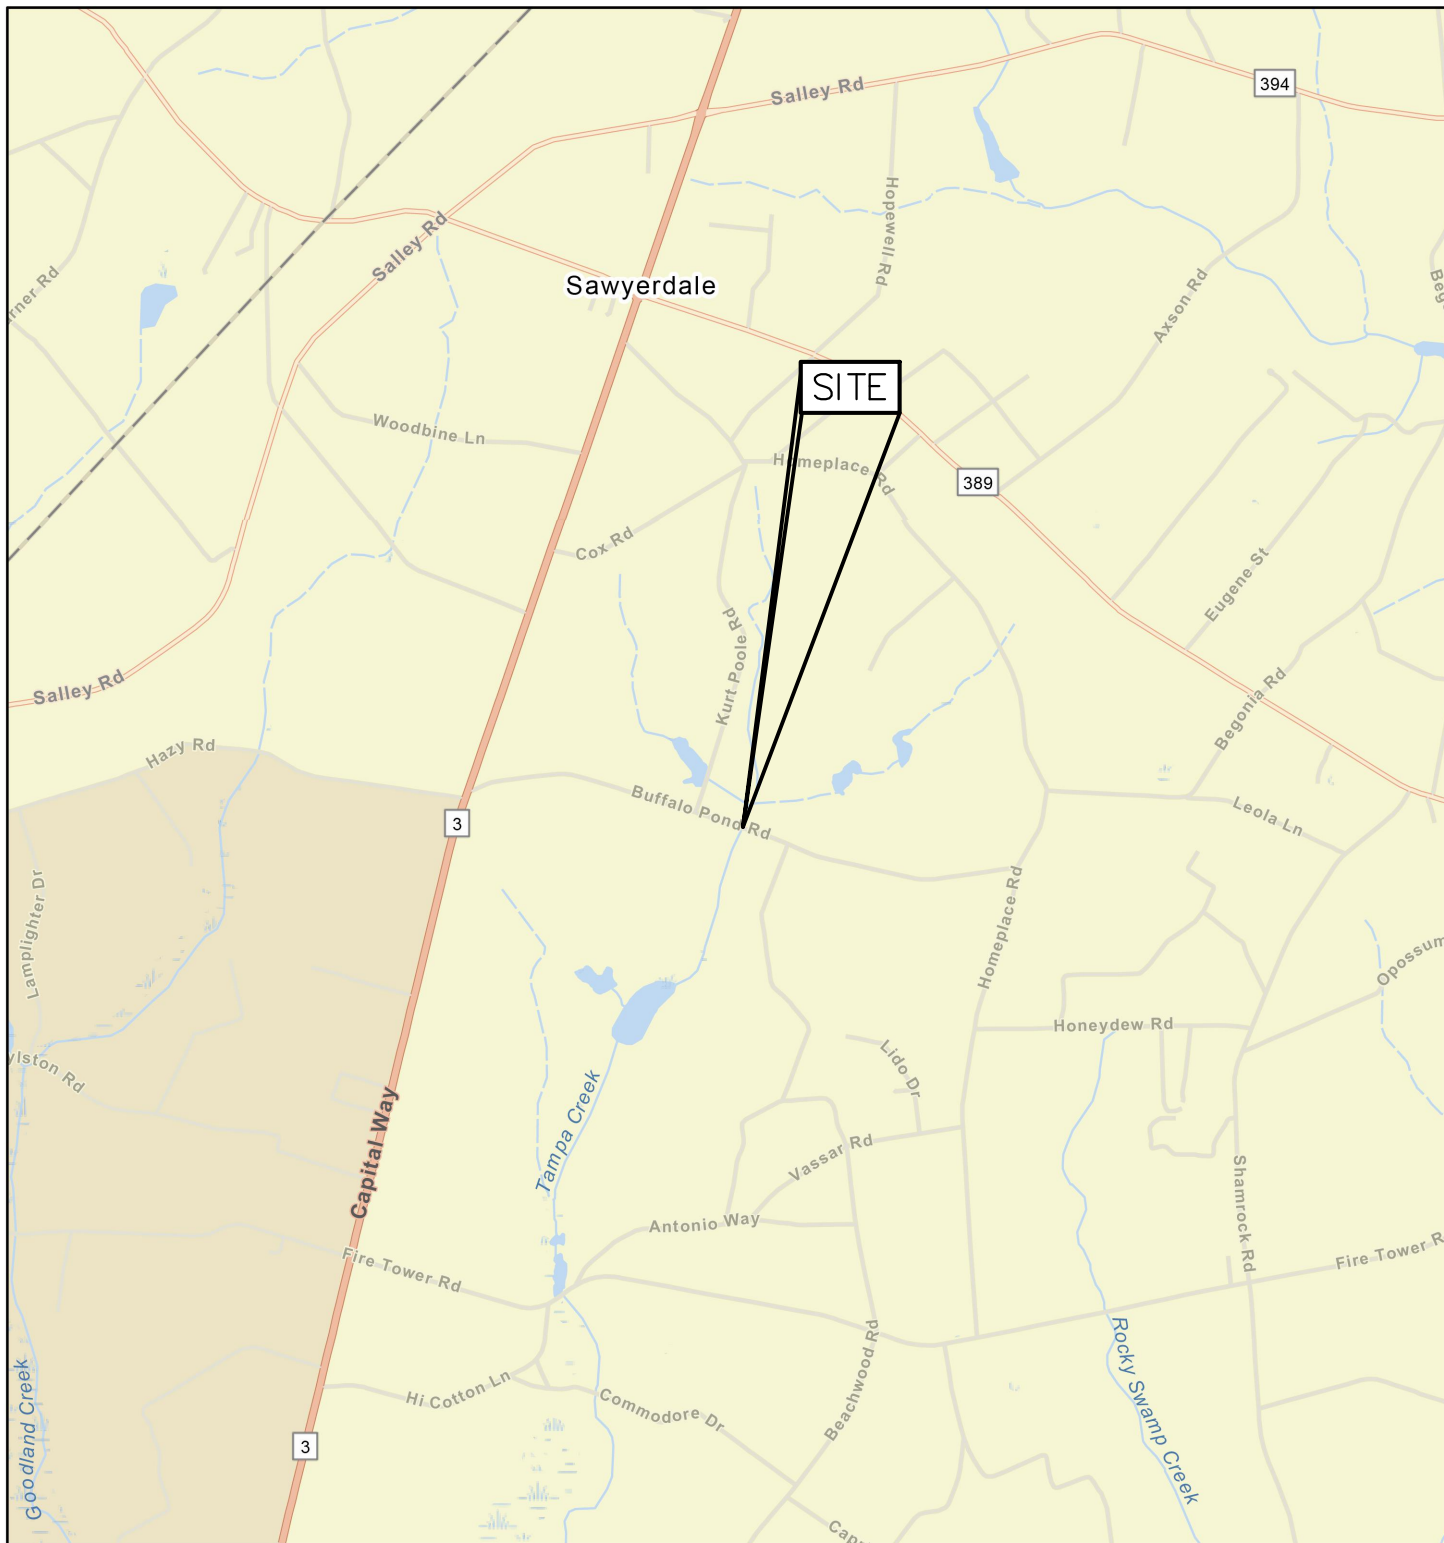 Salley Rd
394
Hopewell Rd
Salley Rd
Sawyerdale
Axson Rd
SITE
Woodbine Ln
Homeplace Rd
389
Cox Rd
Eugene St
Kurt Poole Rd
Salley Rd
Begonia Rd
Hazy Rd
Buffalo Pond Rd
Leola Ln
3
Lamplighter Dr
Homeplace Rd
Opossum
Honeydew Rd
Lido Dr
ylston Rd
Tampa Creek
Capital Way
Vassar Rd
Shamrock Rd
Antonio Way
Fire Tower Rd
Fire Tower R
Rocky Swamp Creek
Beachwood Rd
Goodland Creek
Hi Cotton Ln
Commodore Dr
3